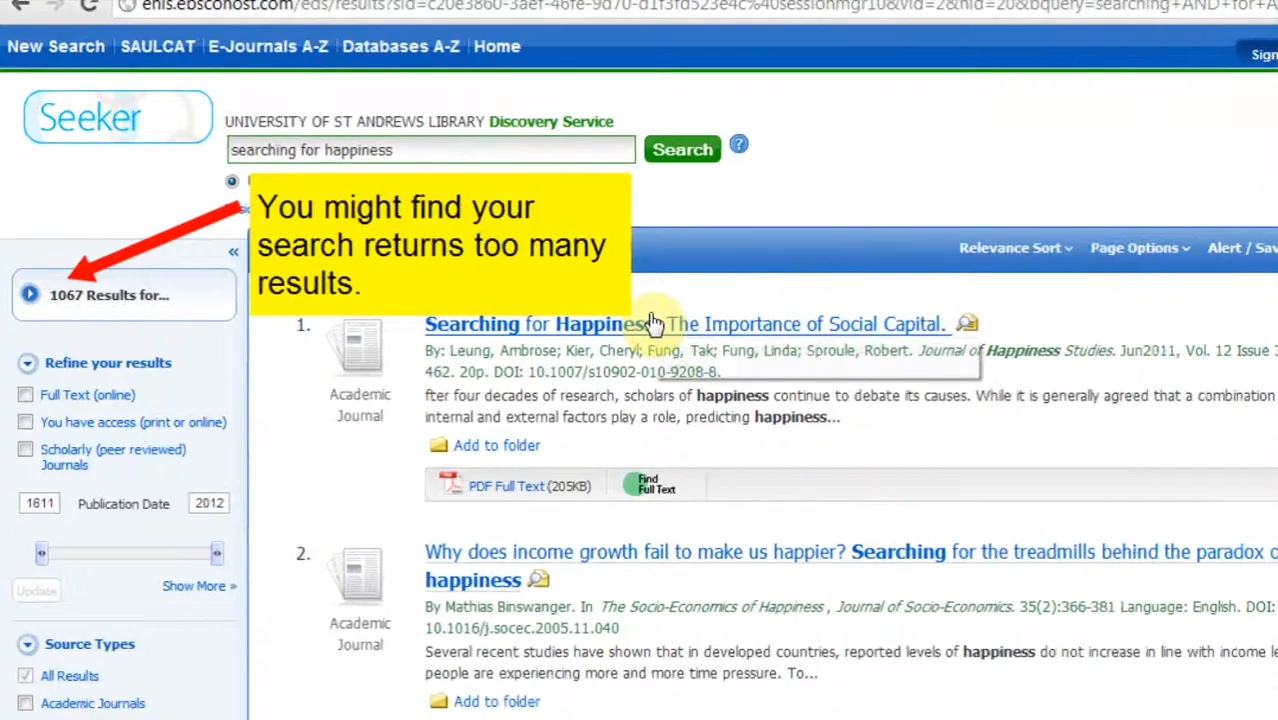 enis.ebscohost.com/eds/results?sid=c20e3860-3aef-46fe-9d70-d1f3fd523e4c%40sessionmgr10&vid=2&hid=20&bquery=searching+AND+for+A
New Search SAULCAT E-Journals A-Z Databases A-Z Home
Sign
Seeker
UNIVERSITY OF ST ANDREWS LIBRARY Discovery Service
searching for happiness Search ?
You might find your
search returns too many
results.
«
Relevance Sort Page Options Alert / Sav
1067 Results for...
Refine your results
Full Text (online)
You have access (print or online)
Scholarly (peer reviewed)
Journals
1611 Publication Date 2012
Update
Show More »
Source Types
All Results
Academic Journals
1.
Academic
Journal
Searching for Happiness The Importance of Social Capital.
By: Leung, Ambrose; Kier, Cheryl; Fung, Tak; Fung, Linda; Sproule, Robert. Journal of Happiness Studies. Jun2011, Vol. 12 Issue 3
462. 20p. DOI: 10.1007/s10902-010-9208-8.
fter four decades of research, scholars of happiness continue to debate its causes. While it is generally agreed that a combination
internal and external factors play a role, predicting happiness...
Add to folder
PDF Full Text (205KB)
Find
Full Text
2.
Academic
Journal
Why does income growth fail to make us happier? Searching for the treadmills behind the paradox o
happiness
By Mathias Binswanger. In The Socio-Economics of Happiness , Journal of Socio-Economics. 35(2):366-381 Language: English. DOI:
10.1016/j.socec.2005.11.040
Several recent studies have shown that in developed countries, reported levels of happiness do not increase in line with income le
people are experiencing more and more time pressure. To...
Add to folder